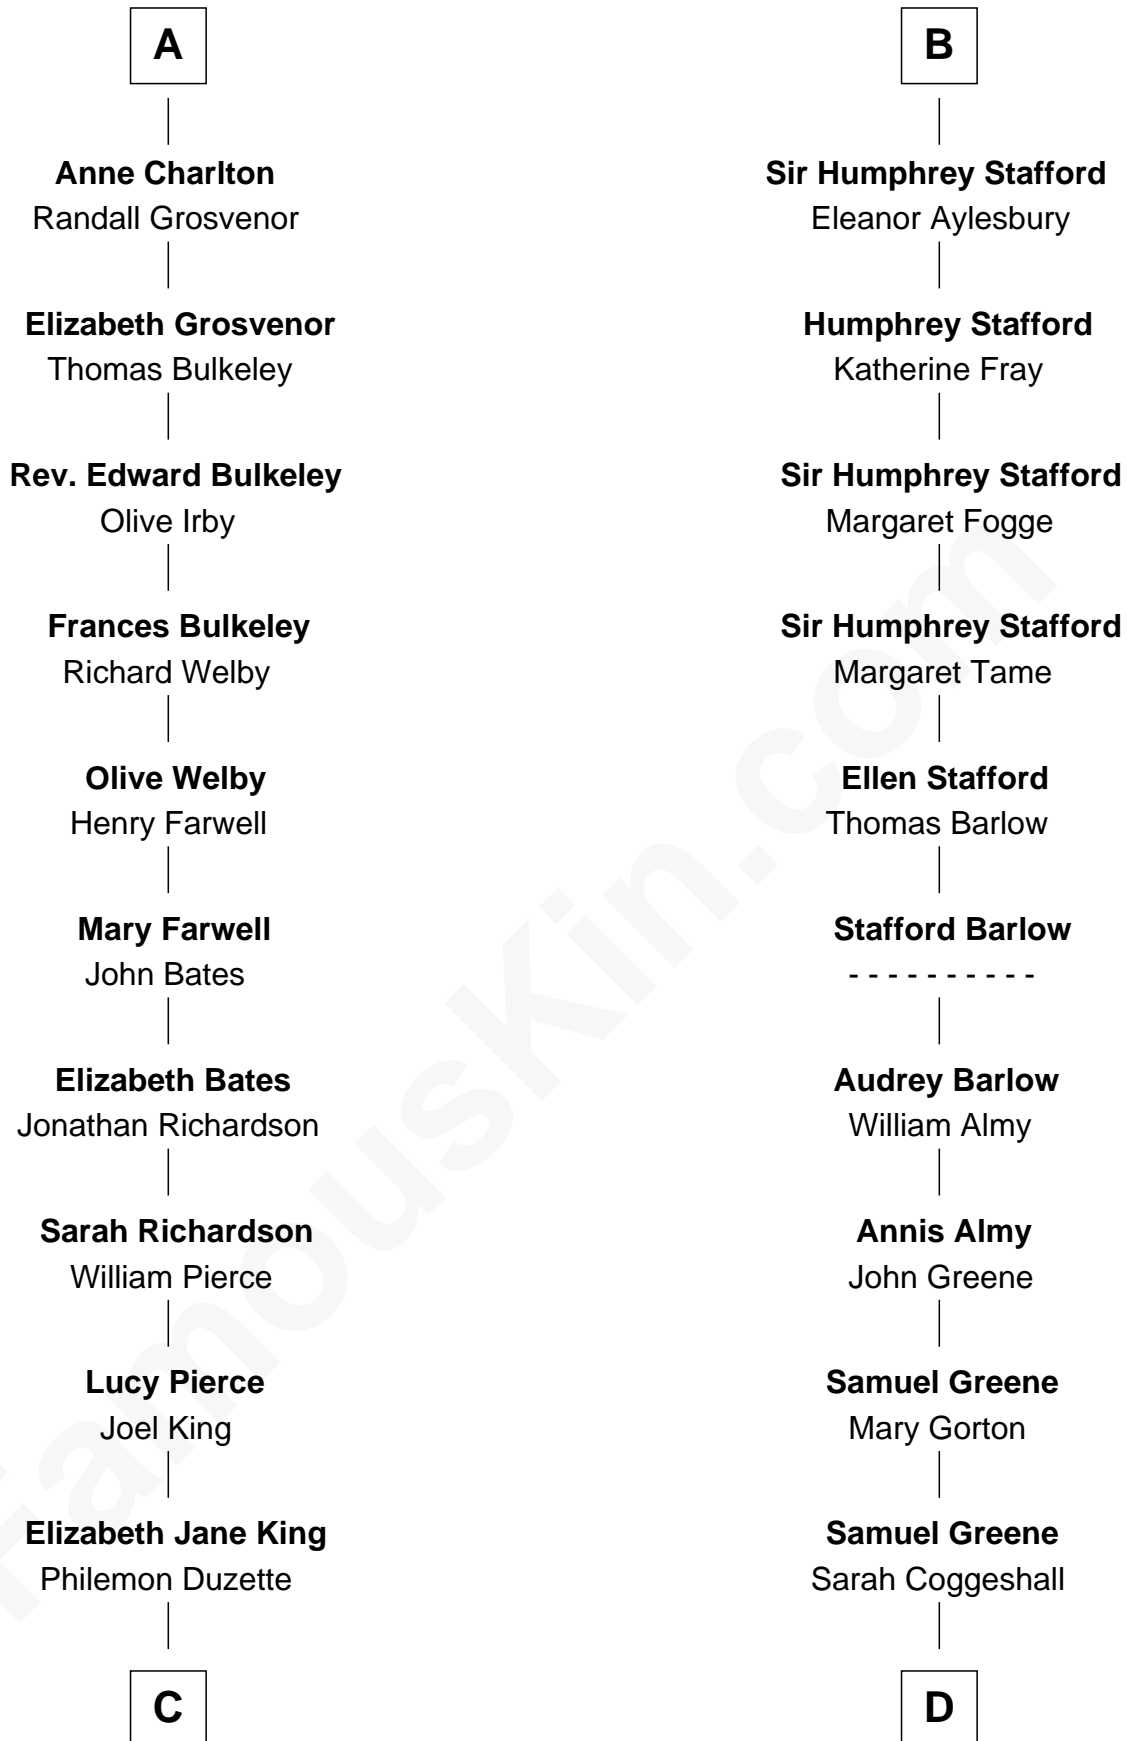 A
Anne Charlton
Randall Grosvenor
Elizabeth Grosvenor
Thomas Bulkeley
Rev. Edward Bulkeley
Olive Irby
Frances Bulkeley
Richard Welby
Olive Welby
Henry Farwell
Mary Farwell
John Bates
Elizabeth Bates
Jonathan Richardson
Sarah Richardson
William Pierce
Lucy Pierce
Joel King
Elizabeth Jane King
Philemon Duzette
C
B
Sir Humphrey Stafford
Eleanor Aylesbury
Humphrey Stafford
Katherine Fray
Sir Humphrey Stafford
Margaret Fogge
Sir Humphrey Stafford
Margaret Tame
Ellen Stafford
Thomas Barlow
Stafford Barlow
- - - - - - - - - -
Audrey Barlow
William Almy
Annis Almy
John Greene
Samuel Greene
Mary Gorton
Samuel Greene
Sarah Coggeshall
D
FamousKin.com